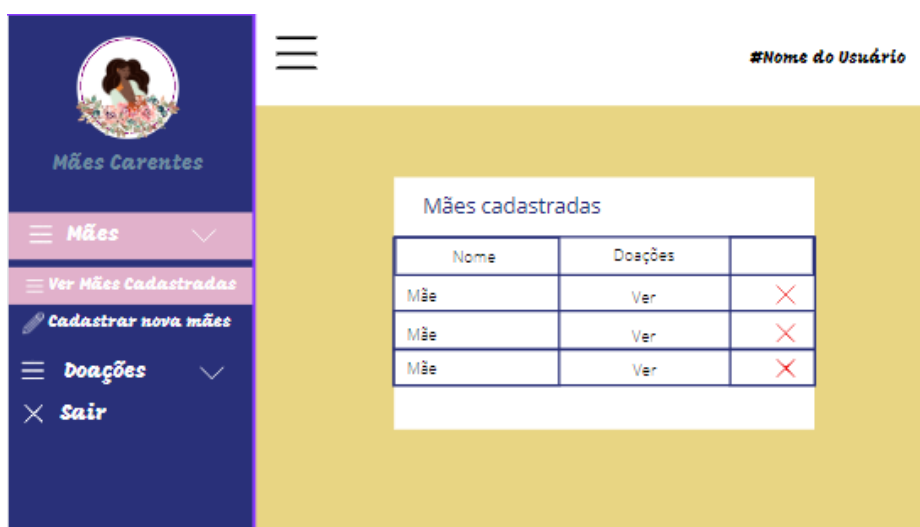 Mães Carentes
Mães
Ver Mães Cadastradas
Cadastrar nova mães
Doações
Sair
#Nome do Usuário
Mães cadastradas
Nome Doações
Mãe Ver
Mãe Ver
Mãe Ver